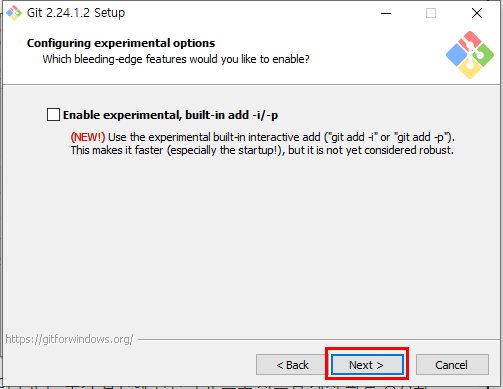 Git 2.24.1.2 Setup
Configuring experimental options
Which bleeding-edge features would you like to enable?
Enable experimental, built-in add -i/-p
(NEW!) Use the experimental built-in interactive add ("git add -i" or "git add -p").
This makes it faster (especially the startup!), but it is not yet considered robust.
https://gitforwindows.org/
< Back
Next >
Cancel